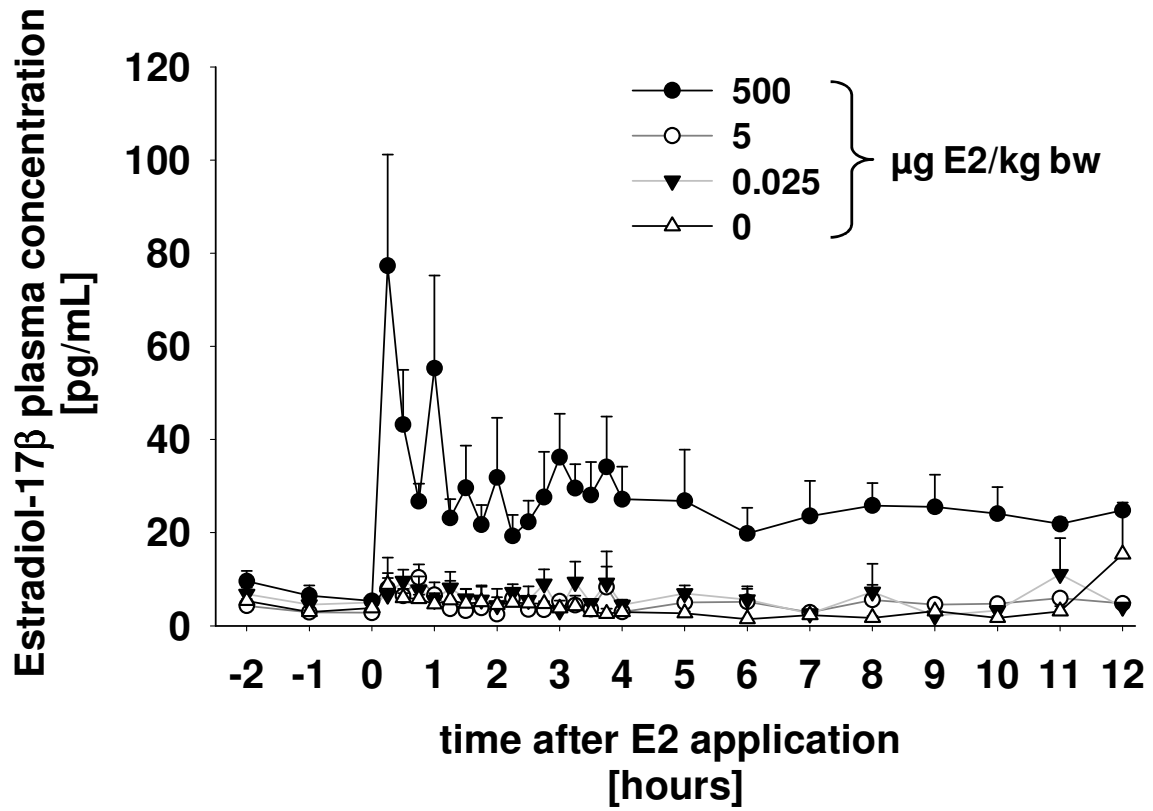 Estradiol-17β plasma concentration
[pg/mL]
120
100
80
60
40
20
0
500
5
0.025
0
µg E2/kg bw
-2 -1 0 1 2 3 4 5 6 7 8 9 10 11 12
time after E2 application
[hours]